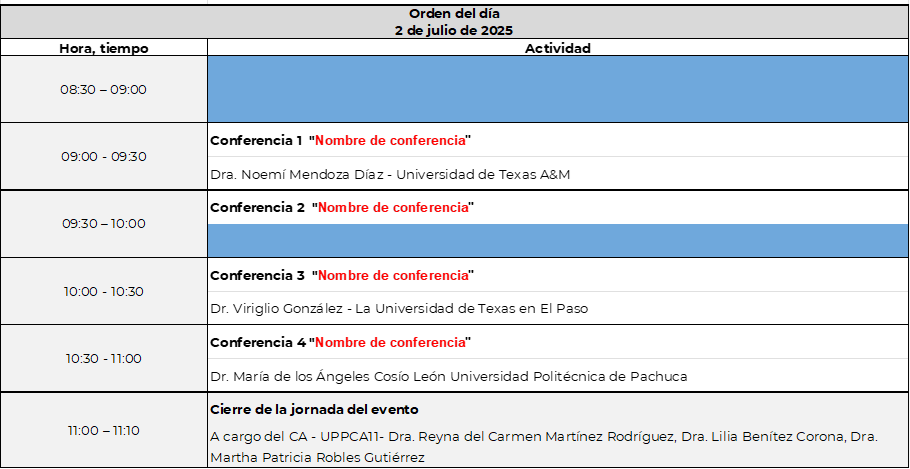 Orden del día
2 de julio de 2025
Hora, tiempo
Actividad
08:30 – 09:00
09:00 - 09:30
Conferencia 1 "Nombre de conferencia"
Dra. Noemí Mendoza Díaz - Universidad de Texas A&M
09:30 – 10:00
Conferencia 2 "Nombre de conferencia"
10:00 - 10:30
Conferencia 3 "Nombre de conferencia"
Dr. Viriglio González - La Universidad de Texas en El Paso
10:30 - 11:00
Conferencia 4 "Nombre de conferencia"
Dr. María de los Ángeles Cosío León Universidad Politécnica de Pachuca
11:00 – 11:10
Cierre de la jornada del evento
A cargo del CA - UPPCA11- Dra. Reyna del Carmen Martínez Rodríguez, Dra. Lilia Benítez Corona, Dra.
Martha Patricia Robles Gutiérrez